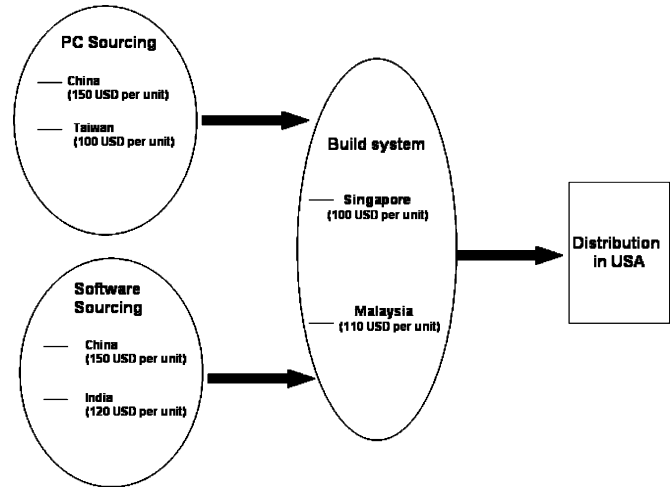 PC Sourcing
China
(150 USD per unit)
Taiwan
(100 USD per unit)
Software
Sourcing
China
(150 USD per unit)
India
(120 USD per unit)
Build system
Singapore
(100 USD per unit)
Malaysia
(110 USD per unit)
Distribution
in USA